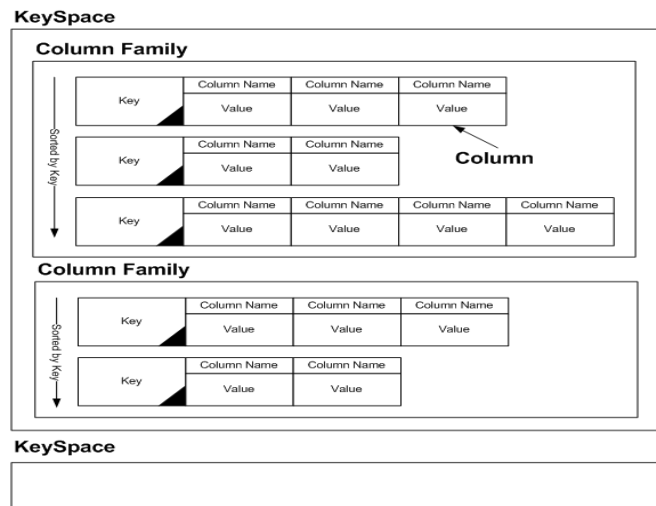 KeySpace
Column Family
Sorted by Key
Key
Column Name Column Name Column Name
Value Value Value
Column
Key
Column Name Column Name
Value Value
Key
Column Name Column Name Column Name Column Name
Value Value Value Value
Column Family
Sorted by Key
Key
Column Name Column Name Column Name
Value Value Value
Key
Column Name Column Name
Value Value
KeySpace